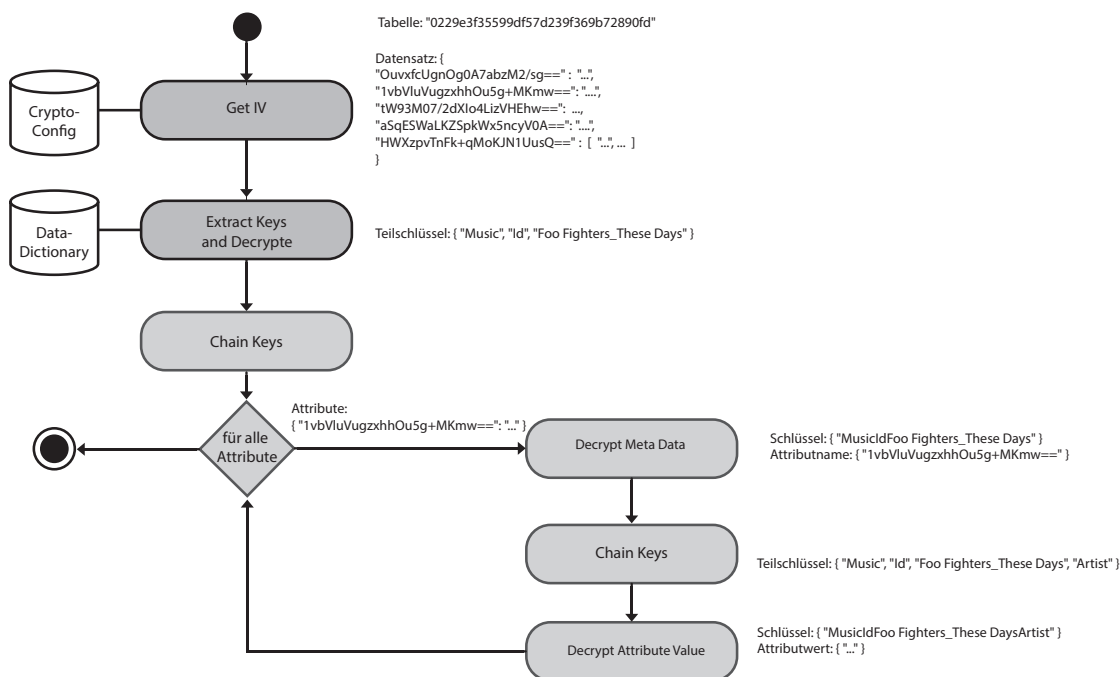 Tabelle: "0229e3f35599df57d239f369b72890fd"
Datensatz: {
"OuvxfcUgnOg0A7abzM2/sg==" : "...",
"1vbVluVugzxhhOu5g+MKmw==": "....",
"tW93M07/2dXIo4LizVHEhw==": ...,
"aSqESWaLKZSpkWx5ncyV0A==": "....",
"HWXzpvTnFk+qMoKJN1UusQ==" : [ "...", ... ]
}
Crypto-
Config
Get IV
Data-
Dictionary
Extract Keys
and Decrypte
Teilschlüssel: { "Music", "Id", "Foo Fighters_These Days" }
Chain Keys
für alle
Attribute
Attribute:
{ "1vbVluVugzxhhOu5g+MKmw==": "..." }
Decrypt Meta Data
Schlüssel: { "MusicIdFoo Fighters_These Days" }
Attributname: { "1vbVluVugzxhhOu5g+MKmw==" }
Chain Keys
Teilschlüssel: { "Music", "Id", "Foo Fighters_These Days", "Artist" }
Decrypt Attribute Value
Schlüssel: { "MusicIdFoo Fighters_These DaysArtist" }
Attributwert: { "..." }